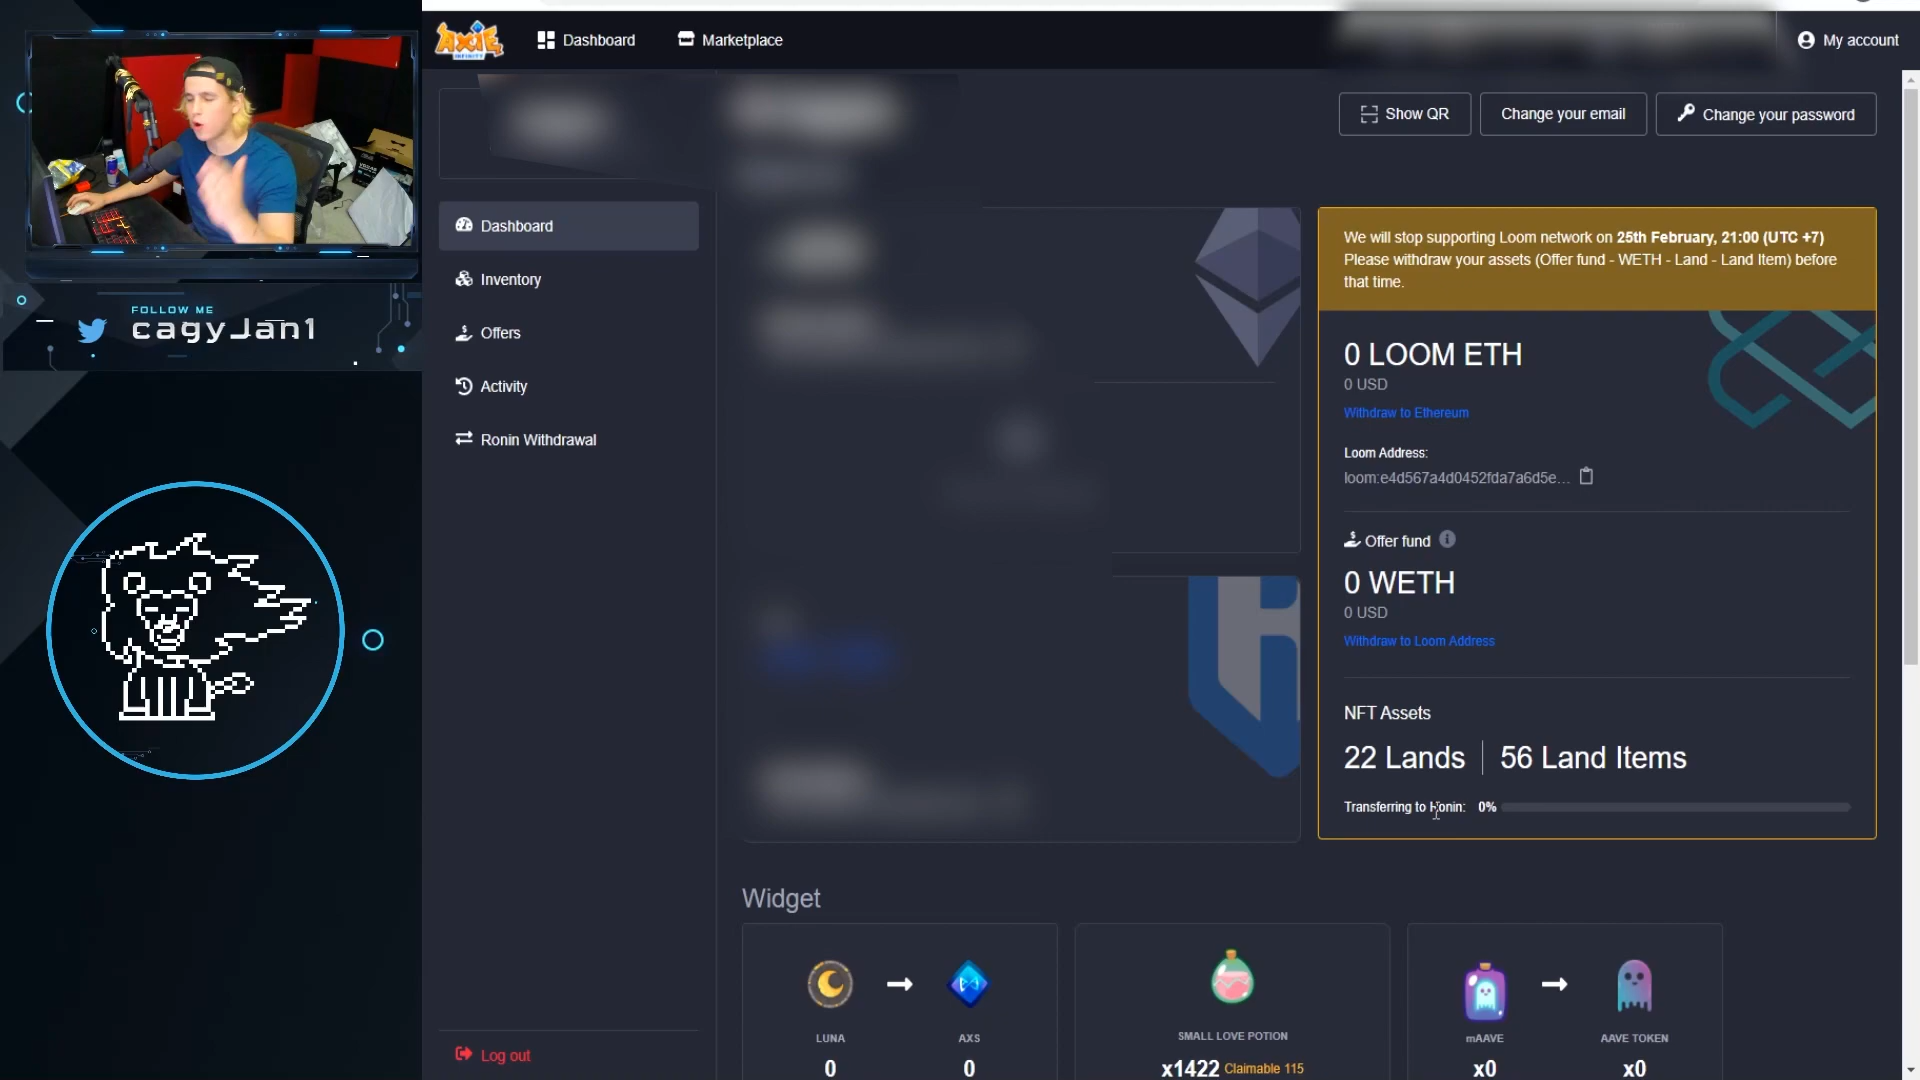 AXIE
INFINITY
Dashboard
Marketplace
My account
Show QR
Change your email
Change your password
FOLLOW ME
cagyJan1
Dashboard
Inventory
Offers
Activity
Ronin Withdrawal
Log out
We will stop supporting Loom network on 25th February, 21:00 (UTC +7)
Please withdraw your assets (Offer fund - WETH - Land - Land Item) before
that time.
0 LOOM ETH
0 USD
Withdraw to Ethereum
Loom Address:
loom:e4d567a4d0452fda7a6d5e...
Offer fund
0 WETH
0 USD
Withdraw to Loom Address
NFT Assets
22 Lands
56 Land Items
Transferring to Ronin: 0%
Widget
LUNA
0
AXS
0
SMALL LOVE POTION
x1422 Claimable 115
mAAVE
x0
AAVE TOKEN
x0